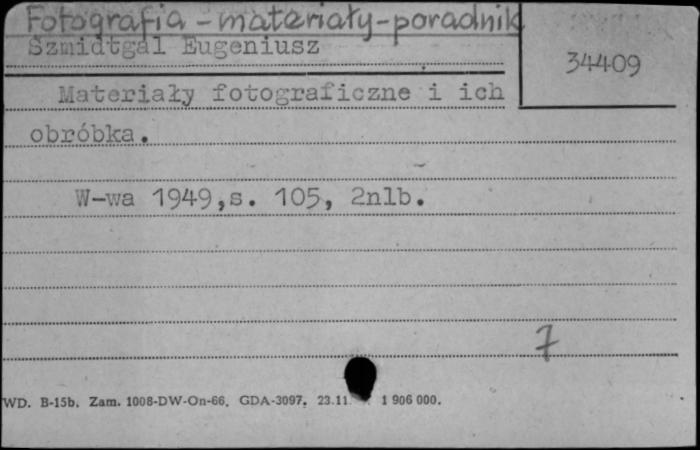 Fotografia - materiały - poradnik
Szmidtgal Eugeniusz
34409
Materiały fotograficzne i ich
obróbka.
W-wa 1949,s. 105, 2nlb.
7
WD. B-15b. Zam. 1008-DW-On-66. GDA-3097. 23.11 1 906 000.